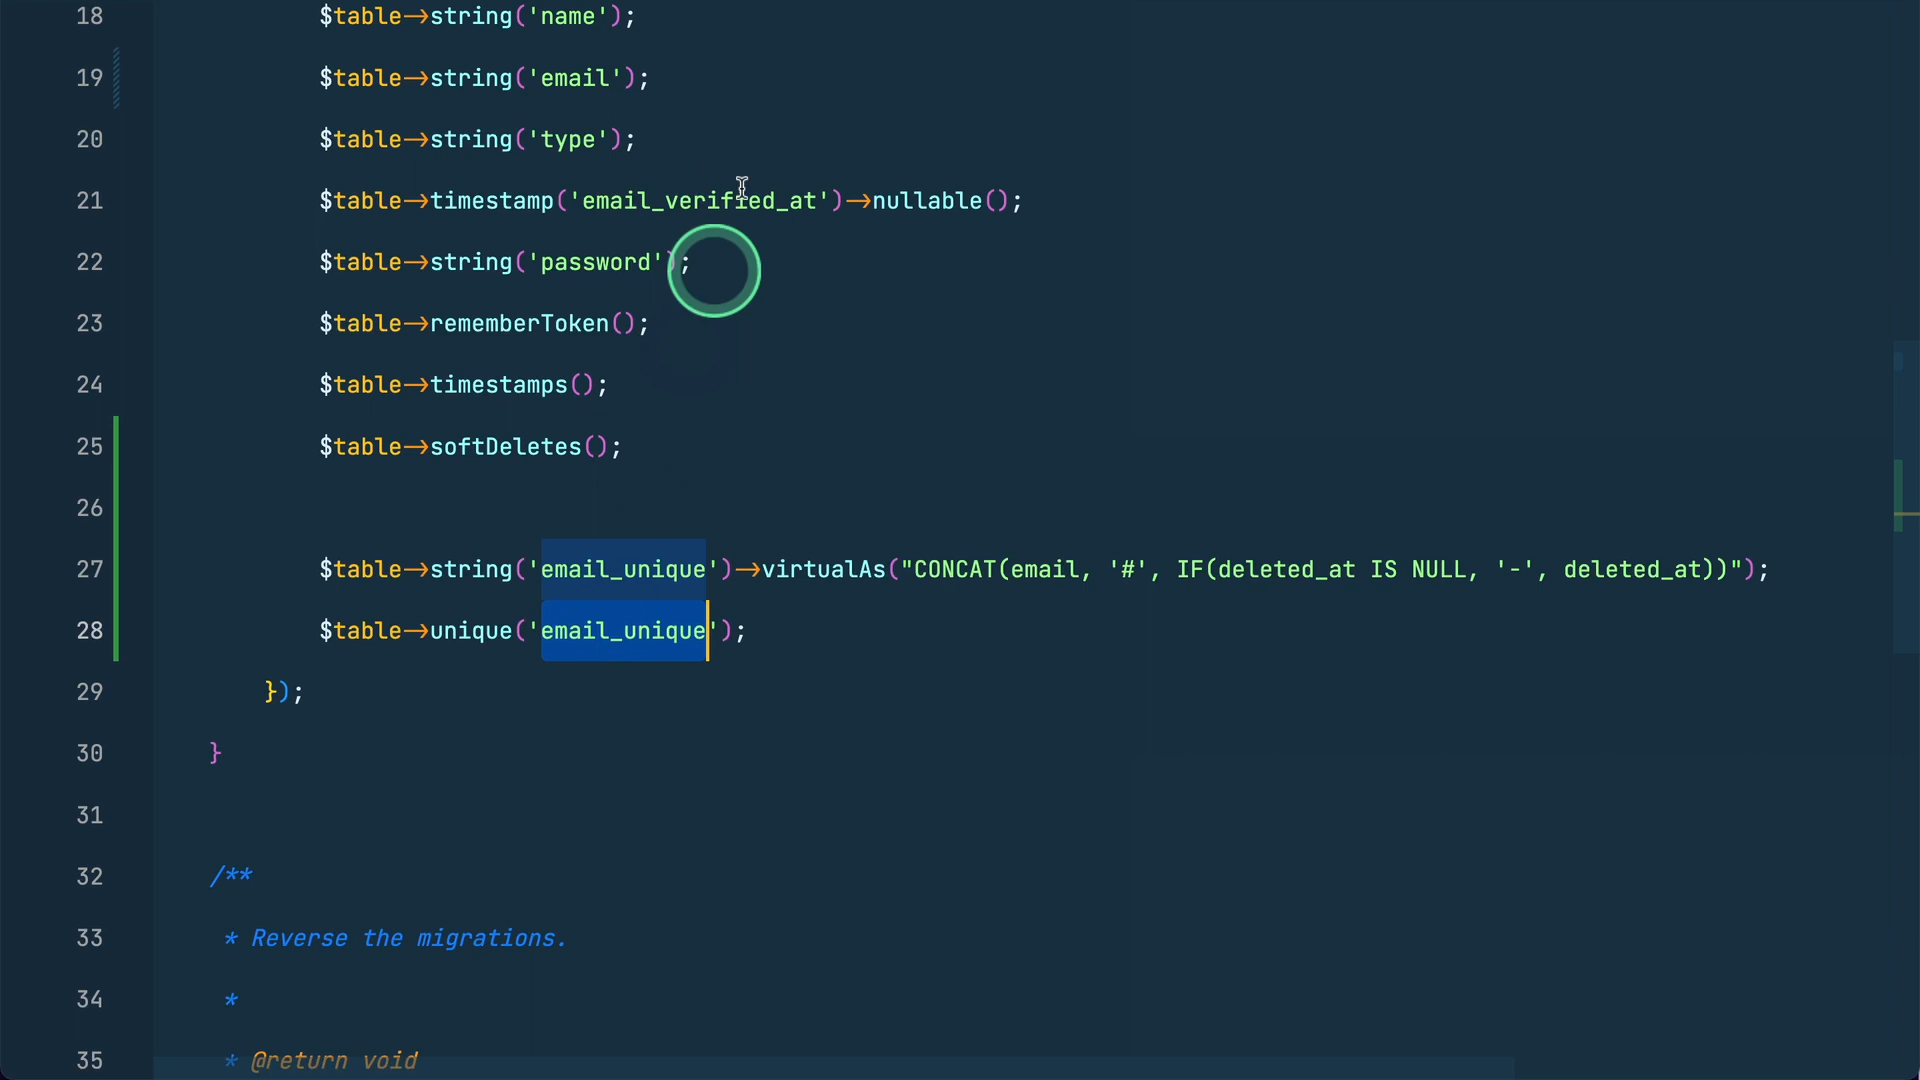 18 $table->string('name');
19 $table->string('email');
20 $table->string('type');
21 $table->timestamp('email_verified_at')->nullable();
22 $table->string('password');
23 $table->rememberToken();
24 $table->timestamps();
25 $table->softDeletes();
26
27 $table->string('email_unique')->virtualAs("CONCAT(email, '#', IF(deleted_at IS NULL, '-', deleted_at))");
28 $table->unique('email_unique');
29 });
30 }
31
32 /**
33 * Reverse the migrations.
34 *
35 * @return void